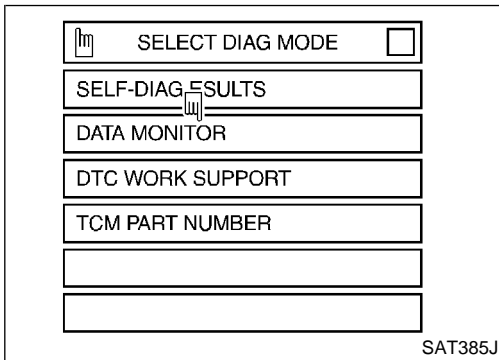 SELECT DIAG MODE
SELF-DIAG ESULTS
DATA MONITOR
DTC WORK SUPPORT
TCM PART NUMBER
SAT385J